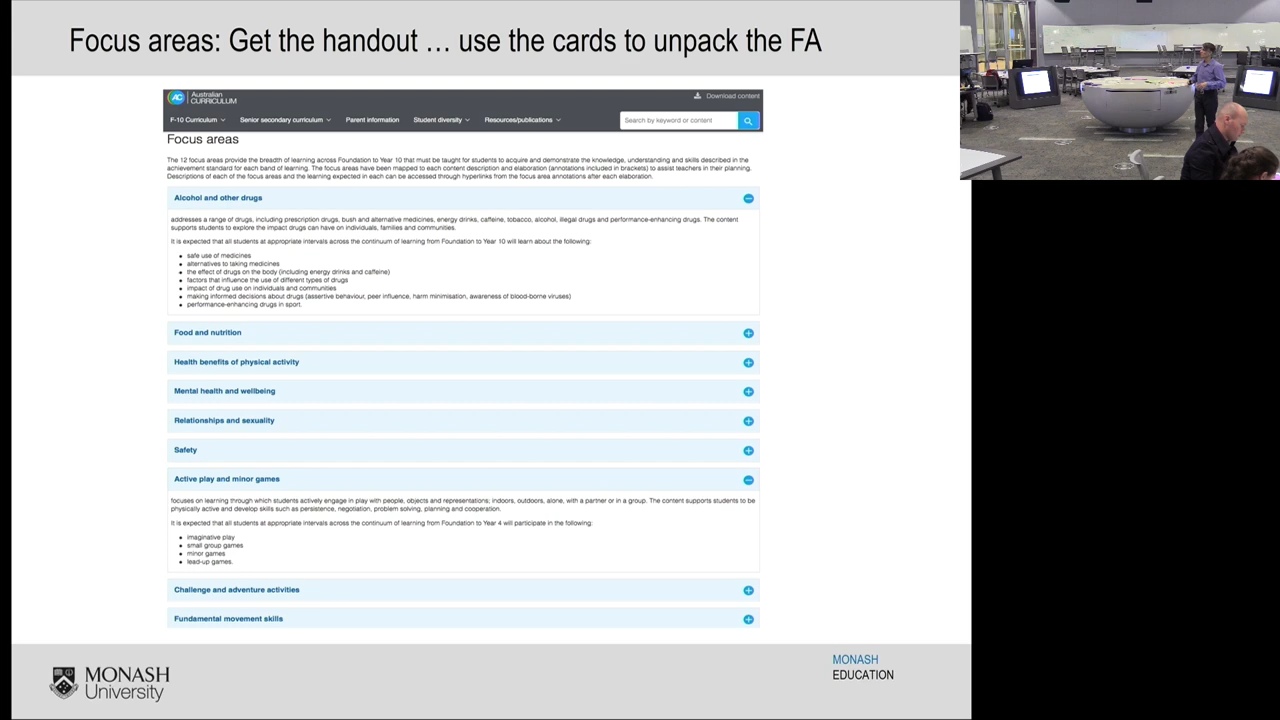 Focus areas: Get the handout … use the cards to unpack the FA
AC Australian
CURRICULUM
Download content
F-10 Curriculum
Senior secondary curriculum
Parent information
Student diversity
Resources/publications
Search by keyword or content
Focus areas
The 12 focus areas provide the breadth of learning across Foundation to Year 10 that must be taught for students to acquire and demonstrate the knowledge, understanding and skills described in the
achievement standard for each band of learning. The focus areas have been mapped to each content description and elaboration (annotations included in brackets) to assist teachers in their planning.
Descriptions of each of the focus areas and the learning expected in each can be accessed through hyperlinks from the focus area annotations after each elaboration.
Alcohol and other drugs
addresses a range of drugs, including prescription drugs, bush and alternative medicines, energy drinks, caffeine, tobacco, alcohol, illegal drugs and performance-enhancing drugs. The content
supports students to explore the impact drugs can have on individuals, families and communities.
It is expected that all students at appropriate intervals across the continuum of learning from Foundation to Year 10 will learn about the following:
• safe use of medicines
• alternatives to taking medicines
• the effect of drugs on the body (including energy drinks and caffeine)
• factors that influence the use of different types of drugs
• impact of drug use on individuals and communities
• making informed decisions about drugs (assertive behaviour, peer influence, harm minimisation, awareness of blood-borne viruses)
• performance-enhancing drugs in sport.
Food and nutrition
Health benefits of physical activity
Mental health and wellbeing
Relationships and sexuality
Safety
Active play and minor games
focuses on learning through which students actively engage in play with people, objects and representations; indoors, outdoors, alone, with a partner or in a group. The content supports students to be
physically active and develop skills such as persistence, negotiation, problem solving, planning and cooperation.
It is expected that all students at appropriate intervals across the continuum of learning from Foundation to Year 4 will participate in the following:
• imaginative play
• small group games
• minor games
• lead-up games.
Challenge and adventure activities
Fundamental movement skills
MONASH
University
MONASH
EDUCATION